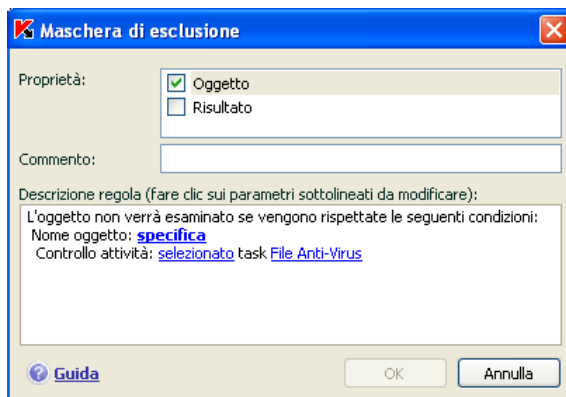 Maschera di esclusione
Proprietà:
Oggetto
Risultato
Commento:
Descrizione regola (fare clic sui parametri sottolineati da modificare):
L'oggetto non verrà esaminato se vengono rispettate le seguenti condizioni:
Nome oggetto: specifica
Controllo attività: selezionato task File Anti-Virus
Guida
OK
Annulla